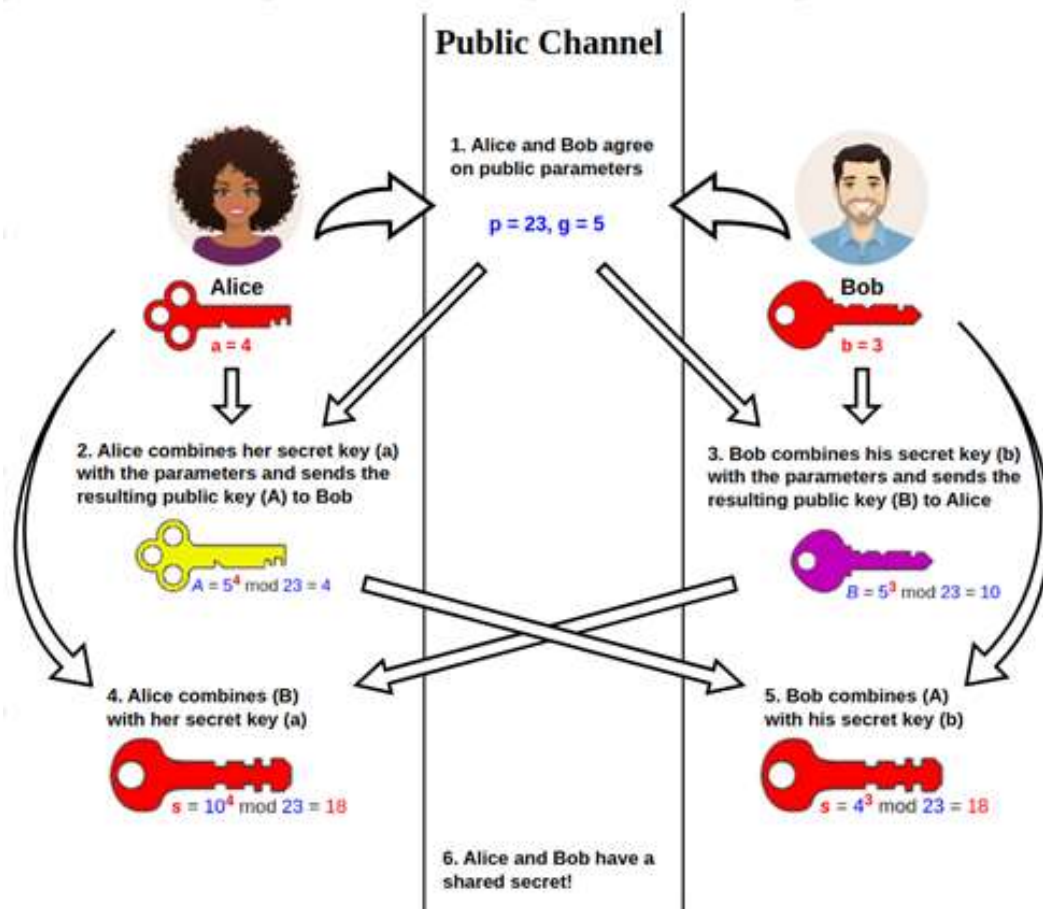 Public Channel
1. Alice and Bob agree
on public parameters
p = 23, g = 5
Alice
a = 4
Bob
b = 3
2. Alice combines her secret key (a)
with the parameters and sends the
resulting public key (A) to Bob
A = 5⁴ mod 23 = 4
3. Bob combines his secret key (b)
with the parameters and sends the
resulting public key (B) to Alice
B = 5³ mod 23 = 10
4. Alice combines (B)
with her secret key (a)
s = 10⁴ mod 23 = 18
5. Bob combines (A)
with his secret key (b)
s = 4³ mod 23 = 18
6. Alice and Bob have a
shared secret!